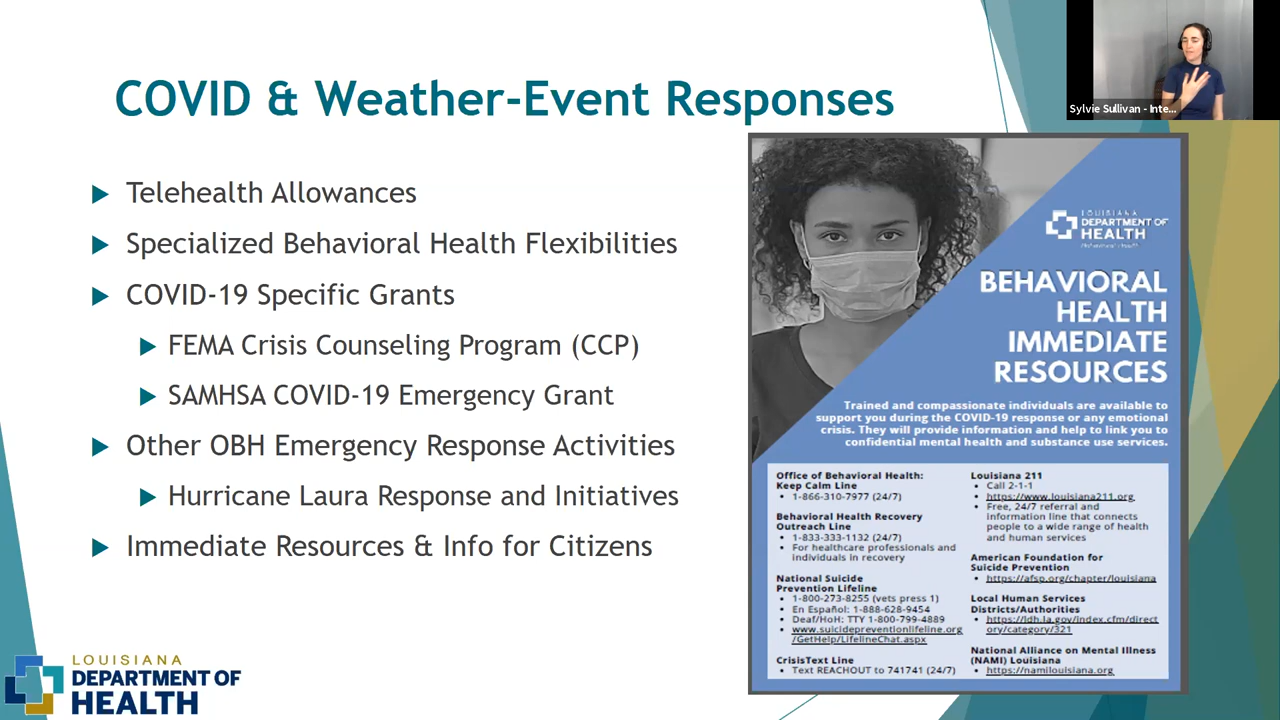 COVID & Weather-Event Responses
Sylvie Sullivan - Inte...
Telehealth Allowances
Specialized Behavioral Health Flexibilities
COVID-19 Specific Grants
FEMA Crisis Counseling Program (CCP)
SAMHSA COVID-19 Emergency Grant
Other OBH Emergency Response Activities
Hurricane Laura Response and Initiatives
Immediate Resources & Info for Citizens
LOUISIANA
DEPARTMENT OF
HEALTH
LOUISIANA
DEPARTMENT OF
HEALTH
BEHAVIORAL
HEALTH
IMMEDIATE
RESOURCES
Trained and compassionate individuals are available to
support you during the COVID-19 response or any emotional
crisis. They will provide information and help to link you to
confidential mental health and substance use services.
Office of Behavioral Health:
Keep Calm Line
• 1-866-310-7977 (24/7)
Behavioral Health Recovery
Outreach Line
• 1-833-333-1132 (24/7)
• For healthcare professionals and
individuals in recovery
National Suicide
Prevention Lifeline
• 1-800-273-8255 (vets press 1)
• En Español: 1-888-628-9454
• Deaf/HoH: TTY 1-800-799-4889
• www.suicidepreventionlifeline.org
/GetHelp/LifelineChat.aspx
CrisisText Line
• Text REACHOUT to 741741 (24/7)
Louisiana 211
• Call 2-1-1
• https://www.louisiana211.org
• Free, 24/7 referral and
information line that connects
people to a wide range of health
and human services
American Foundation for
Suicide Prevention
• https://afsp.org/chapter/louisiana
Local Human Services
Districts/Authorities
• https://ldh.la.gov/index.cfm/direct
ory/category/321
National Alliance on Mental Illness
(NAMI) Louisiana
• https://namilouisiana.org